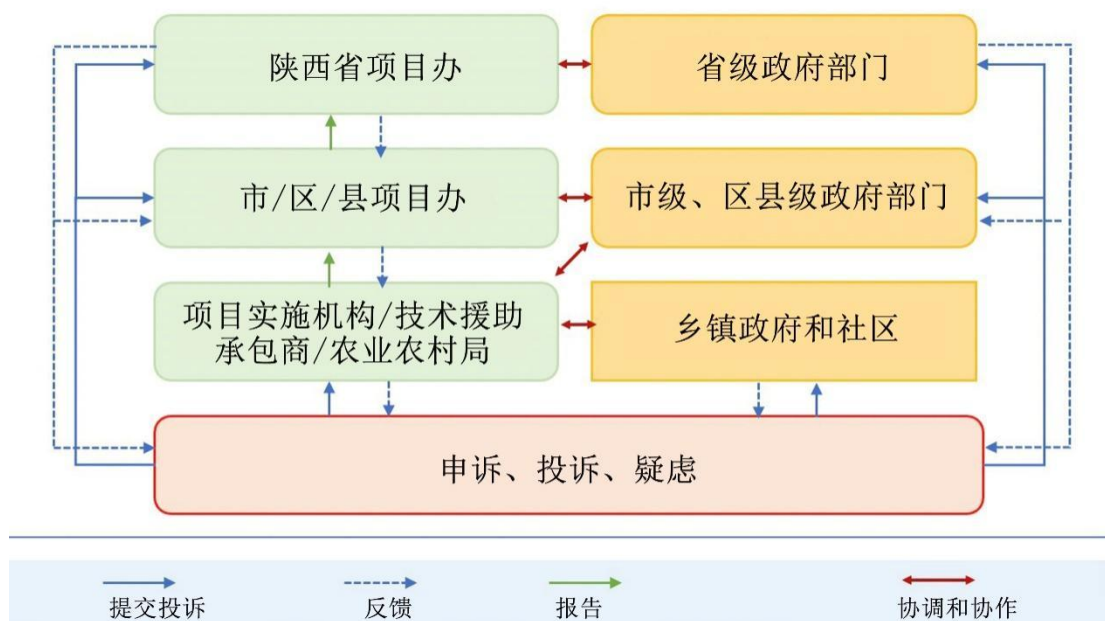 陕西省项目办
省级政府部门
市/区/县项目办
市级、区县级政府部门
项目实施机构/技术援助
承包商/农业农村局
乡镇政府和社区
申诉、投诉、疑虑
提交投诉
反馈
报告
协调和协作